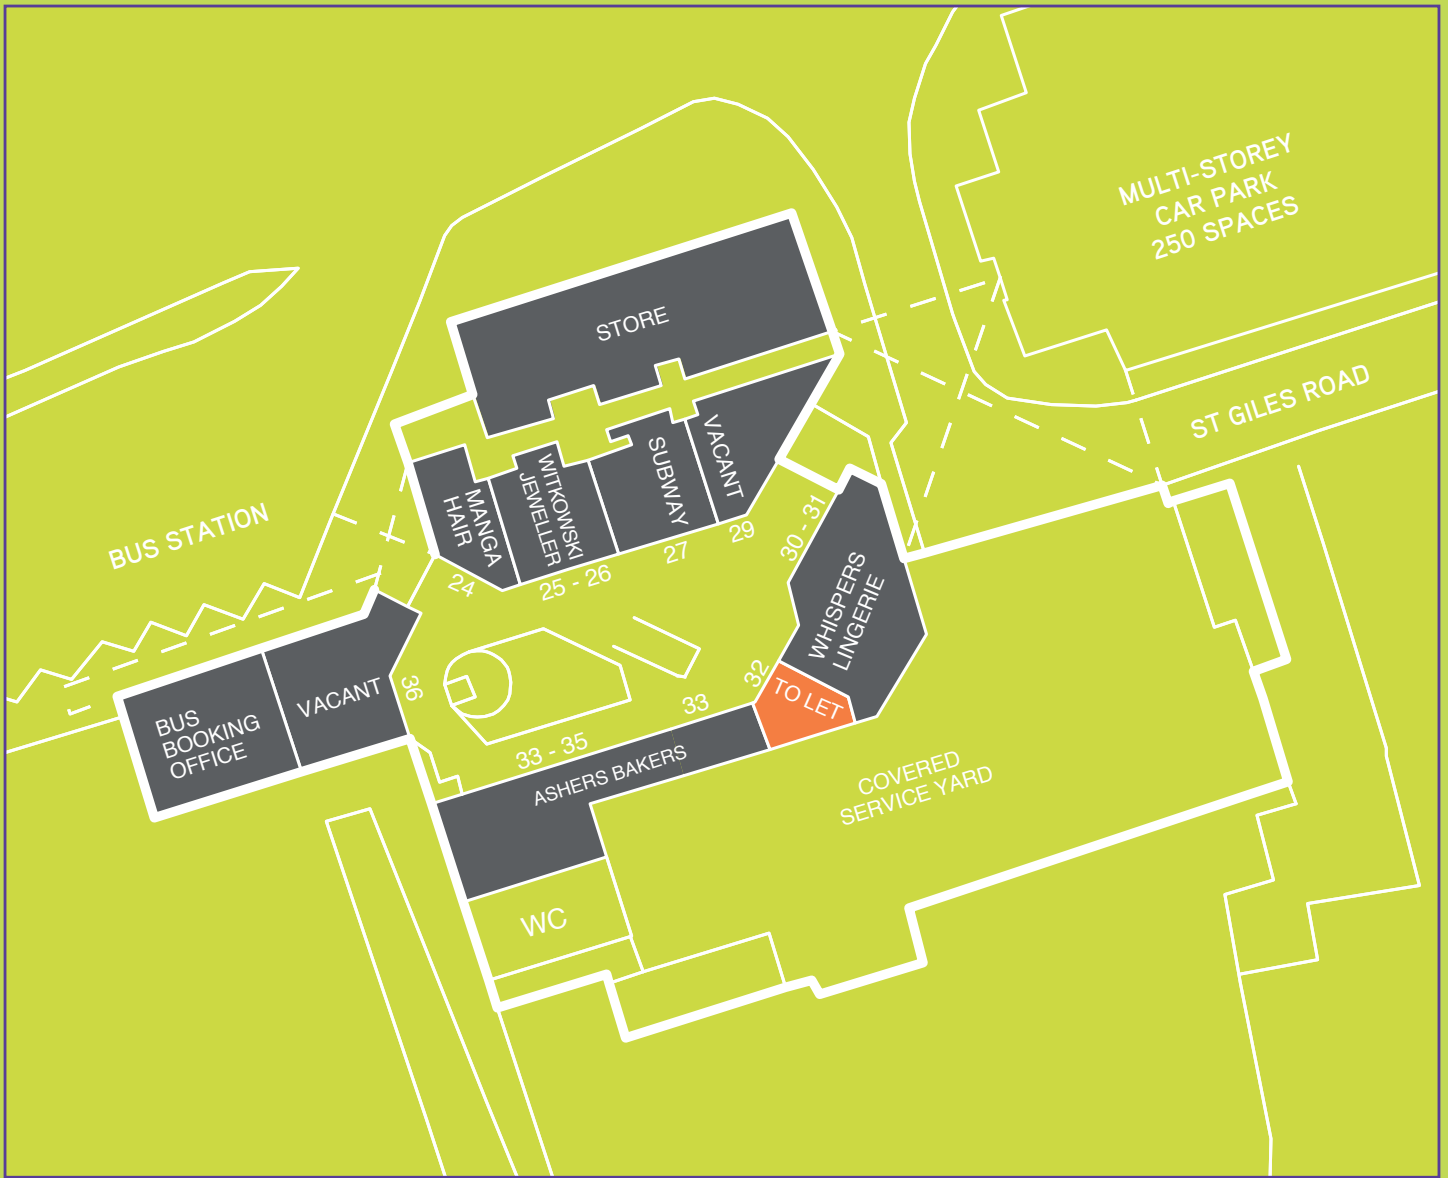 MULTI-STOREY
CAR PARK
250 SPACES
STORE
ST GILES ROAD
BUS STATION
MANGA
HAIR
WITKOWSKI
JEWELLER
SUBWAY
VACANT
24
25 - 26
27
29
30 - 31
WHISPERS
LINGERIE
32
TO LET
BUS
BOOKING
OFFICE
VACANT
36
33
33 - 35
ASHERS BAKERS
COVERED
SERVICE YARD
WC